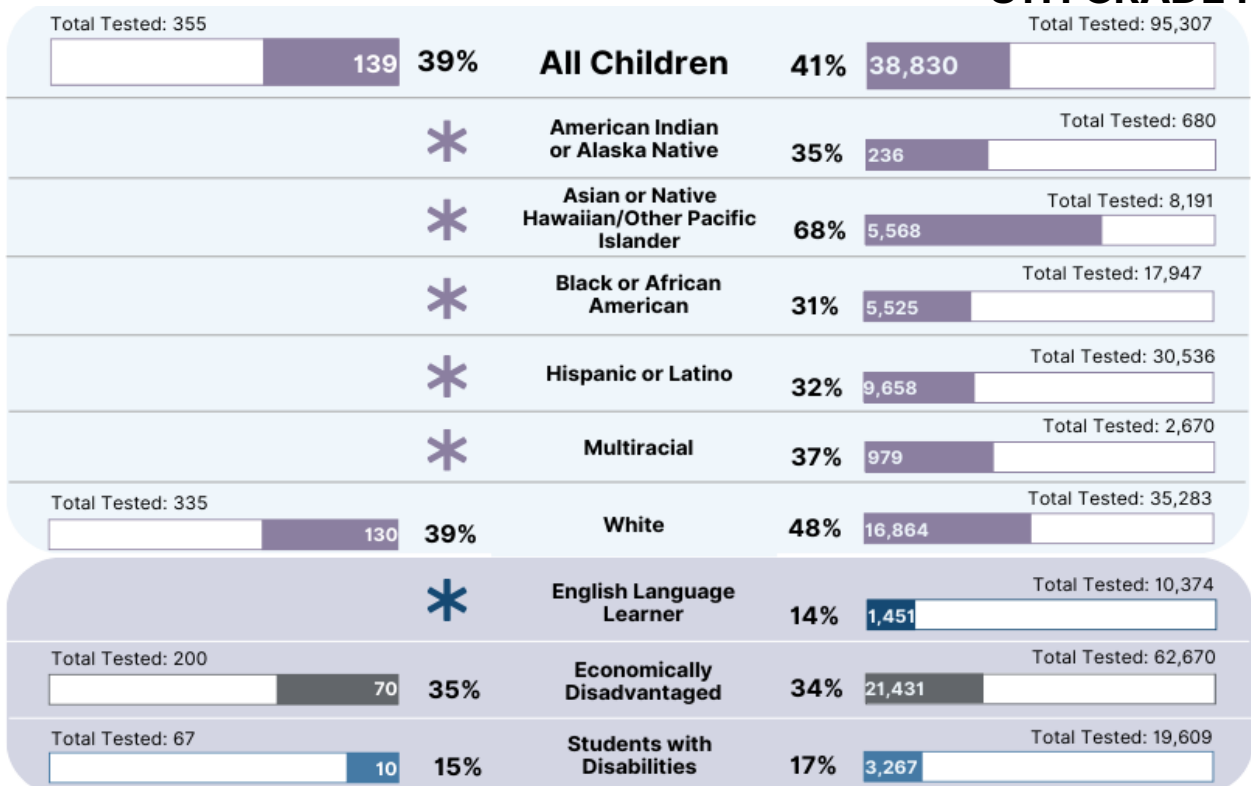 Total Tested: 355
139 39% All Children 41% 38,830
Total Tested: 95,307
Total Tested: 680
* American Indian
or Alaska Native 35% 236
Total Tested: 8,191
* Asian or Native
Hawaiian/Other Pacific
Islander 68% 5,568
Total Tested: 17,947
* Black or African
American 31% 5,525
Total Tested: 30,536
* Hispanic or Latino 32% 9,658
Total Tested: 2,670
* Multiracial 37% 979
Total Tested: 335
Total Tested: 35,283
130 39% White 48% 16,864
Total Tested: 10,374
* English Language
Learner 14% 1,451
Total Tested: 200
Total Tested: 62,670
70 35% Economically
Disadvantaged 34% 21,431
Total Tested: 67
Total Tested: 19,609
10 15% Students with
Disabilities 17% 3,267